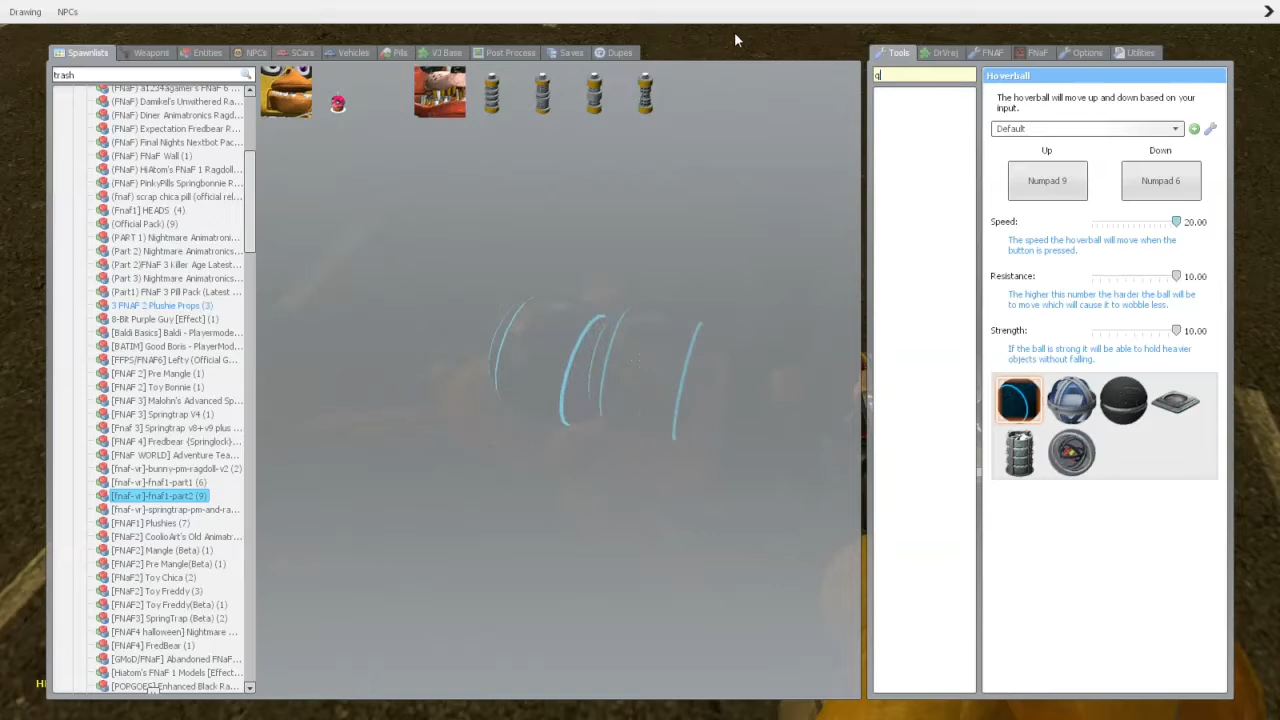 Drawing NPCs
Spawnlists Weapons Entities NPCs SCars Vehicles Pills VJ Base Post Process Saves Dupes
trash
(FNaF) a1234agamer's FNaF 6
(FNaF) Damikel's Unwithered Ra...
(FNaF) Diner Animatronics Ragd...
(FNaF) Expectation Fredbear R...
(FNaF) Final Nights Nextbot Pac...
(FNaF) FNaF Wall (1)
(FNaF) HiAtom's FNaF 1 Ragdoll...
(FNaF) PinkyPills Springbonnie R...
(fnaf) scrap chica pill (official rel...
(Fnaf1) HEADS (4)
(Official Pack) (9)
(PART 1) Nightmare Animatroni...
(Part 2) Nightmare Animatronics...
(Part 2)FNaF 3 Killer Age Latest...
(Part 3) Nightmare Animatronics...
(Part1) FNaF 3 Pill Pack (Latest ...
3 FNAF 2 Plushie Props (3)
8-Bit Purple Guy [Effect] (1)
[Baldi Basics] Baldi - Playermode...
[BATIM] Good Boris - PlayerMod...
[FFPS/FNAF6] Lefty (Official G...
[FNAF 2] Pre Mangle (1)
[FNAF 2] Toy Bonnie (1)
[FNAF 3] Malohn's Advanced Sp...
[FNAF 3] Springtrap V4 (1)
[Fnaf 3] Springtrap v8+v9 plus ...
[FNAF 4] Fredbear {Springlock}...
[FNaF WORLD] Adventure Tea...
[fnaf-vr]-bunny-pm-ragdoll-v2 (2)
[fnaf-vr]-fnaf1-part1 (6)
[fnaf-vr]-fnaf1-part2 (9)
[fnaf-vr]-springtrap-pm-and-ra...
[FNAF1] Plushies (7)
[FNaF2] CoolioArt's Old Animatr...
[FNAF2] Mangle (Beta) (1)
[FNAF2] Pre Mangle(Beta) (1)
[FNaF2] Toy Chica (2)
[FNaF2] Toy Freddy (3)
[FNAF2] Toy Freddy(Beta) (1)
[FNAF3] SpringTrap (Beta) (2)
[FNAF4 halloween] Nightmare ...
[FNAF4] FredBear (1)
[GMoD/FNaF] Abandoned FNaF...
[Hiatom's FNaF 1 Models [Effect...
[POPGOES] Enhanced Black Ra...
Tools DrVrej FNAF FNaF Options Utilities
q
Hoverball
The hoverball will move up and down based on your
input.
Default
Up Down
Numpad 9 Numpad 6
Speed: 20.00
The speed the hoverball will move when the
button is pressed.
Resistance: 10.00
The higher this number the harder the ball will be
to move which will cause it to wobble less.
Strength: 10.00
If the ball is strong it will be able to hold heavier
objects without falling.